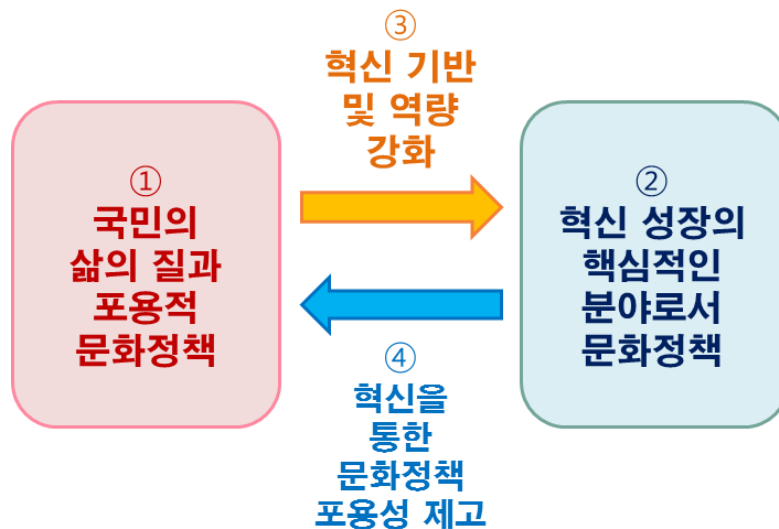 ①
국민의
삶의 질과
포용적
문화정책
③
혁신 기반
및 역량
강화
②
혁신 성장의
핵심적인
분야로서
문화정책
④
혁신을
통한
문화정책
포용성 제고